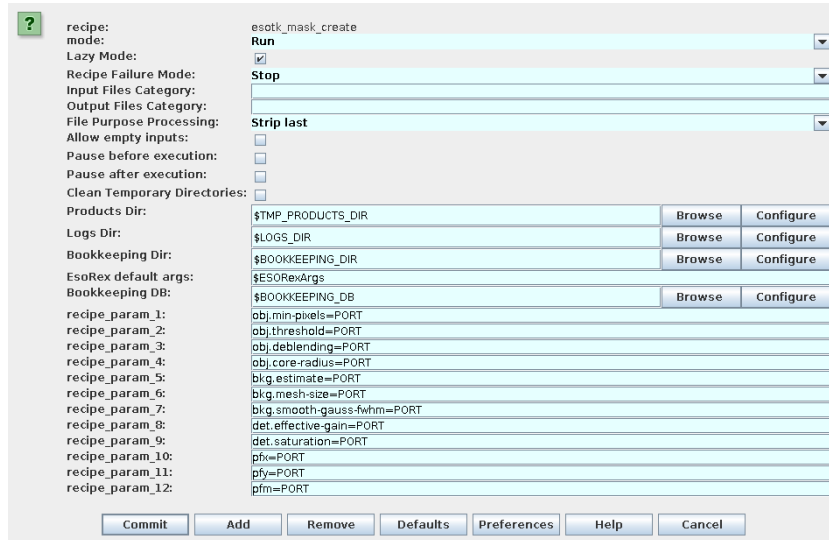 ?
recipe: esotk_mask_create
mode: Run
Lazy Mode:
Recipe Failure Mode: Stop
Input Files Category:
Output Files Category:
File Purpose Processing: Strip last
Allow empty inputs:
Pause before execution:
Pause after execution:
Clean Temporary Directories:
Products Dir: $TMP_PRODUCTS_DIR Browse Configure
Logs Dir: $LOGS_DIR Browse Configure
Bookkeeping Dir: $BOOKKEEPING_DIR Browse Configure
EsoRex default args: $ESORexArgs
Bookkeeping DB: $BOOKKEEPING_DB Browse Configure
recipe_param_1: obj.min-pixels=PORT
recipe_param_2: obj.threshold=PORT
recipe_param_3: obj.deblending=PORT
recipe_param_4: obj.core-radius=PORT
recipe_param_5: bkg.estimate=PORT
recipe_param_6: bkg.mesh-size=PORT
recipe_param_7: bkg.smooth-gauss-fwhm=PORT
recipe_param_8: det.effective-gain=PORT
recipe_param_9: det.saturation=PORT
recipe_param_10: pfx=PORT
recipe_param_11: pfy=PORT
recipe_param_12: pfm=PORT
Commit Add Remove Defaults Preferences Help Cancel